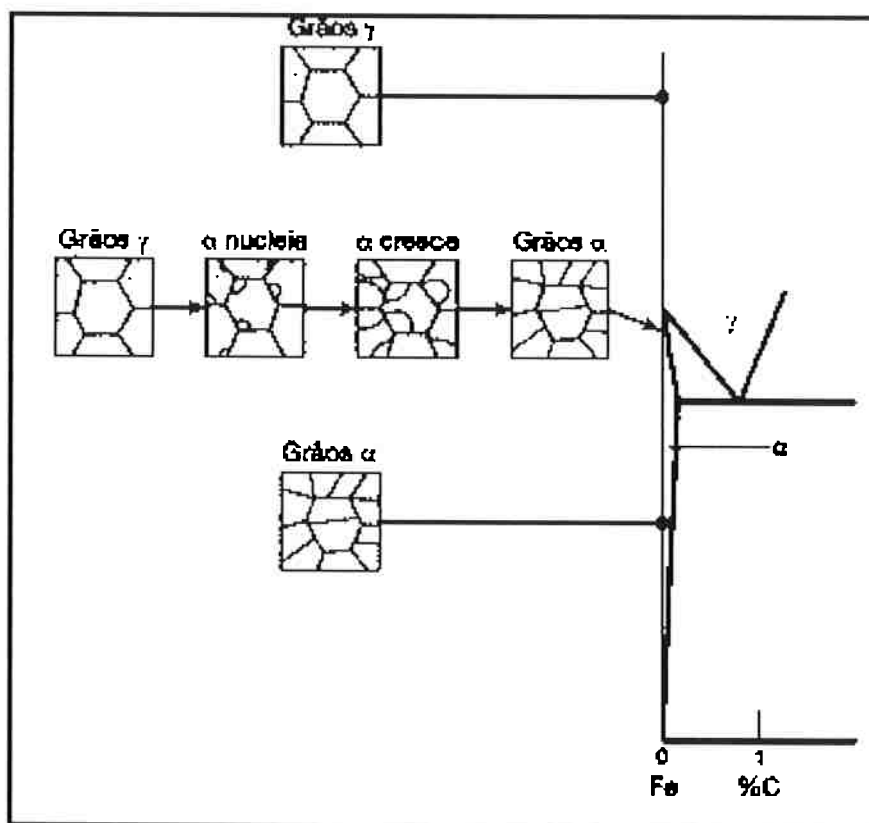 Grãos γ
Grãos γ
α nucleia
α cresce
Grãos α
γ
α
Grãos α
0
1
Fe
%C